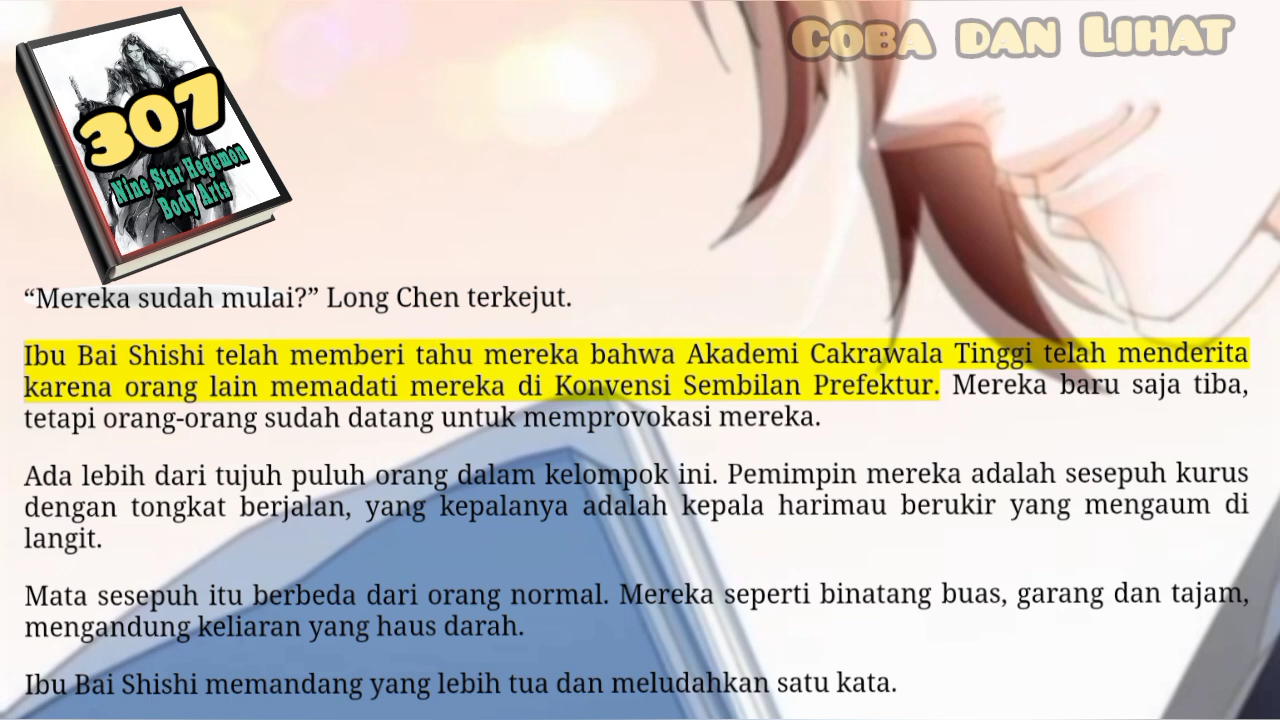 COBA DAN LIHAT
307
Nine Star Hegemon
Body Arts
“Mereka sudah mulai?” Long Chen terkejut.
Ibu Bai Shishi telah memberi tahu mereka bahwa Akademi Cakrawala Tinggi telah menderita
karena orang lain memadati mereka di Konvensi Sembilan Prefektur. Mereka baru saja tiba,
tetapi orang-orang sudah datang untuk memprovokasi mereka.
Ada lebih dari tujuh puluh orang dalam kelompok ini. Pemimpin mereka adalah sesepuh kurus
dengan tongkat berjalan, yang kepalanya adalah kepala harimau berukir yang mengaum di
langit.
Mata sesepuh itu berbeda dari orang normal. Mereka seperti binatang buas, garang dan tajam,
mengandung keliaran yang haus darah.
Ibu Bai Shishi memandang yang lebih tua dan meludahkan satu kata.